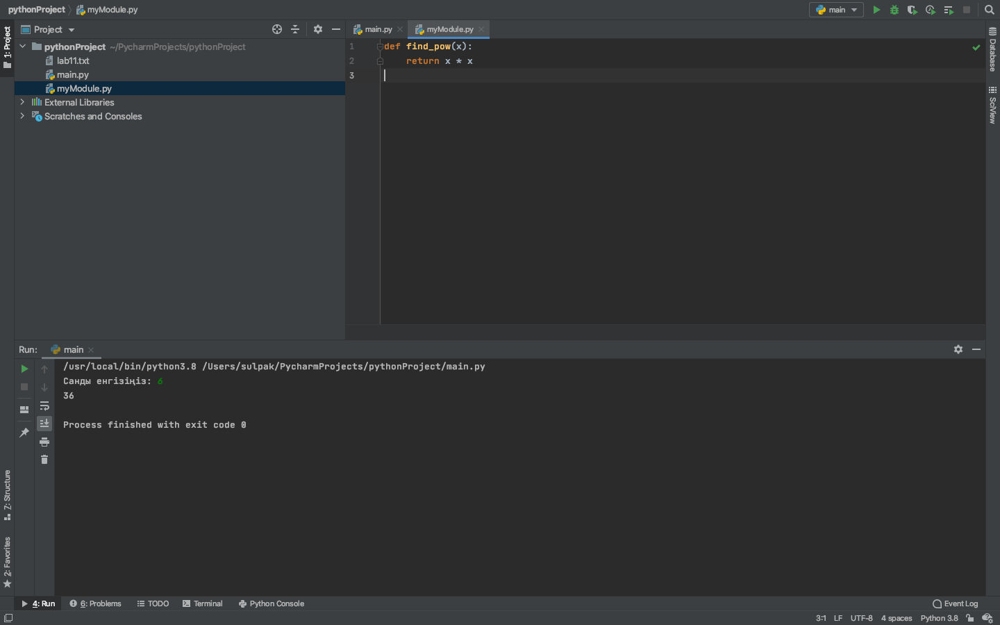 pythonProject myModule.py
main
Project
main.py
myModule.py
1: Project
pythonProject ~/PycharmProjects/pythonProject
lab11.txt
main.py
myModule.py
External Libraries
Scratches and Consoles
1 def find_pow(x):
2 return x * x
3
Database
SciView
Run: main
/usr/local/bin/python3.8 /Users/sulpak/PycharmProjects/pythonProject/main.py
Санды енгізіңіз: 6
36
Process finished with exit code 0
Z: Structure
2: Favorites
4: Run
6: Problems
TODO
Terminal
Python Console
Event Log
3:1 LF UTF-8 4 spaces Python 3.8